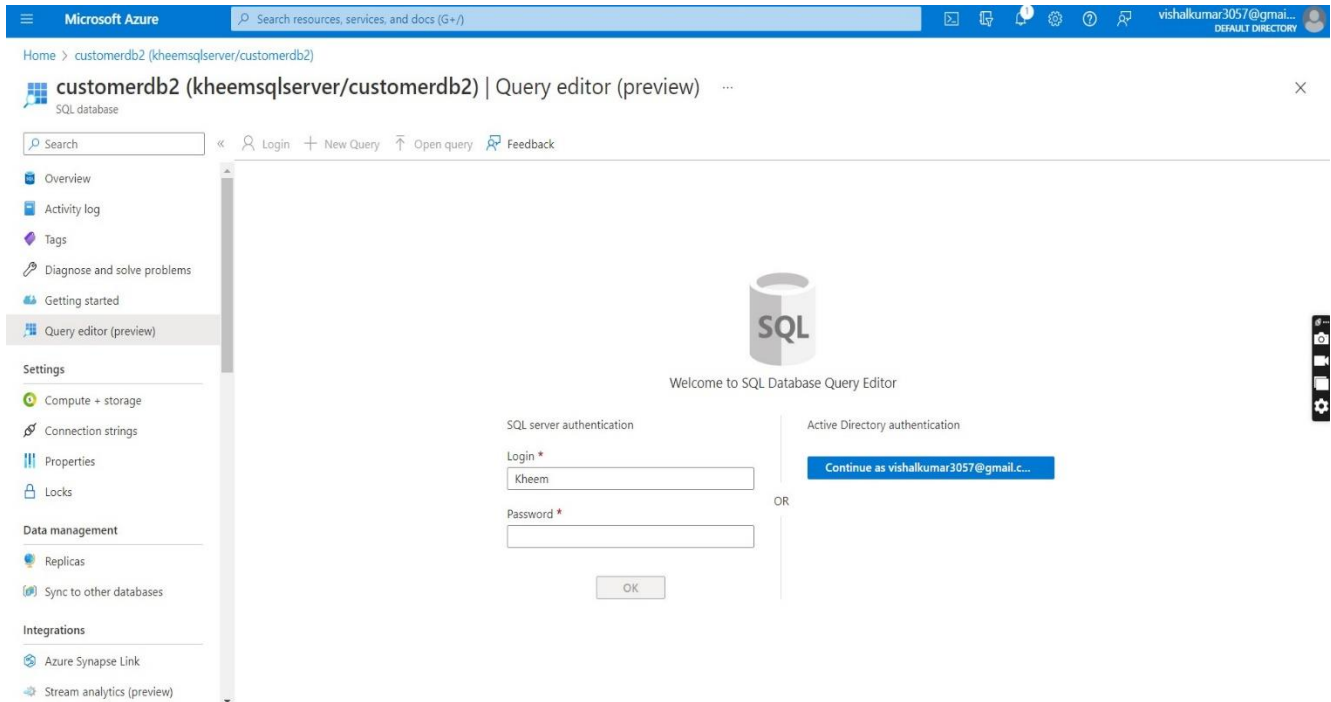 Microsoft Azure
Search resources, services, and docs (G+/)
1
vishalkumar3057@gmai...
DEFAULT DIRECTORY
Home > customerdb2 (kheemsqlserver/customerdb2)
customerdb2 (kheemsqlserver/customerdb2) | Query editor (preview) ...
SQL database
Search
«
Login
New Query
Open query
Feedback
Overview
Activity log
Tags
Diagnose and solve problems
Getting started
Query editor (preview)
Settings
Compute + storage
Connection strings
Properties
Locks
Data management
Replicas
Sync to other databases
Integrations
Azure Synapse Link
Stream analytics (preview)
SQL
Welcome to SQL Database Query Editor
SQL server authentication
Login *
Kheem
Password *
OK
OR
Active Directory authentication
Continue as vishalkumar3057@gmail.c...